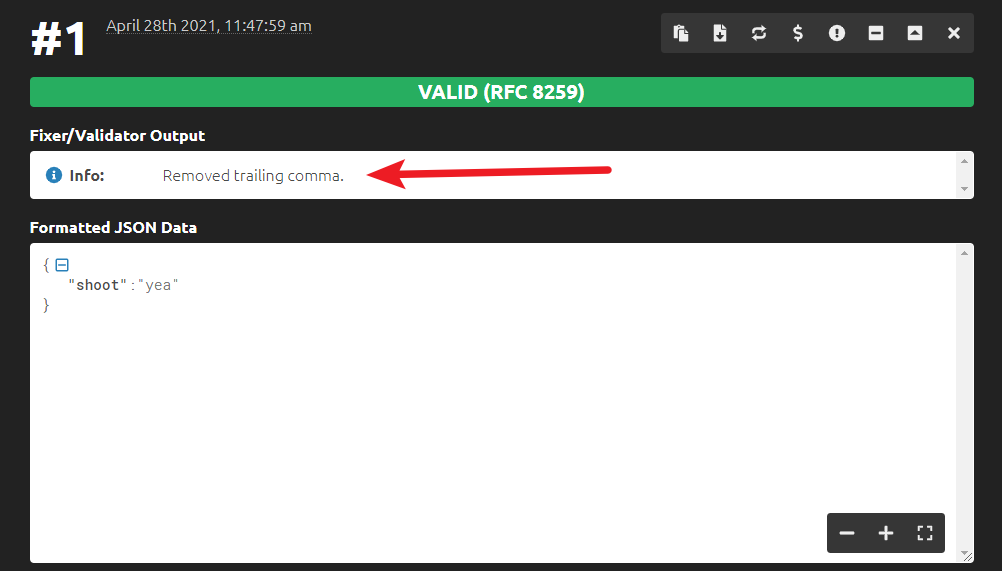 #1
April 28th 2021, 11:47:59 am
VALID (RFC 8259)
Fixer/Validator Output
Info: Removed trailing comma.
Formatted JSON Data
{
"shoot":"yea"
}